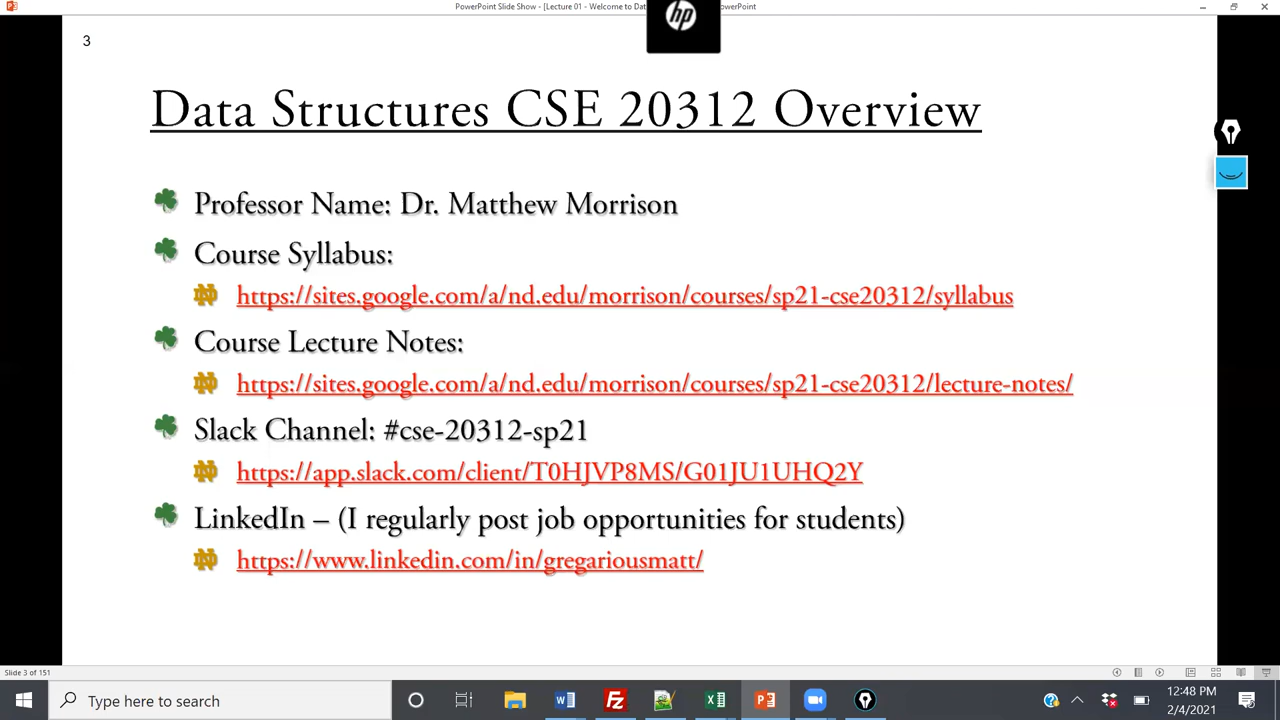 PowerPoint Slide Show - [Lecture 01 - Welcome to Dat
werPoint
hp
3
Data Structures CSE 20312 Overview
Professor Name: Dr. Matthew Morrison
Course Syllabus:
https://sites.google.com/a/nd.edu/morrison/courses/sp21-cse20312/syllabus
Course Lecture Notes:
https://sites.google.com/a/nd.edu/morrison/courses/sp21-cse20312/lecture-notes/
Slack Channel: #cse-20312-sp21
https://app.slack.com/client/T0HJVP8MS/G01JU1UHQ2Y
LinkedIn – (I regularly post job opportunities for students)
https://www.linkedin.com/in/gregariousmatt/
Slide 3 of 151
Type here to search
12:48 PM
2/4/2021